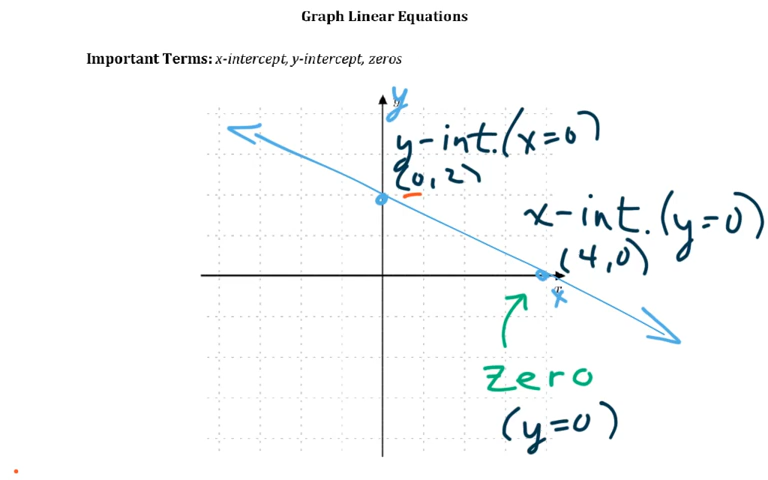 Graph Linear Equations
Important Terms: x-intercept, y-intercept, zeros
y
y-int. (x=0)
(0,2)
x-int. (y=0)
(4,0)
x
zero
(y=0)